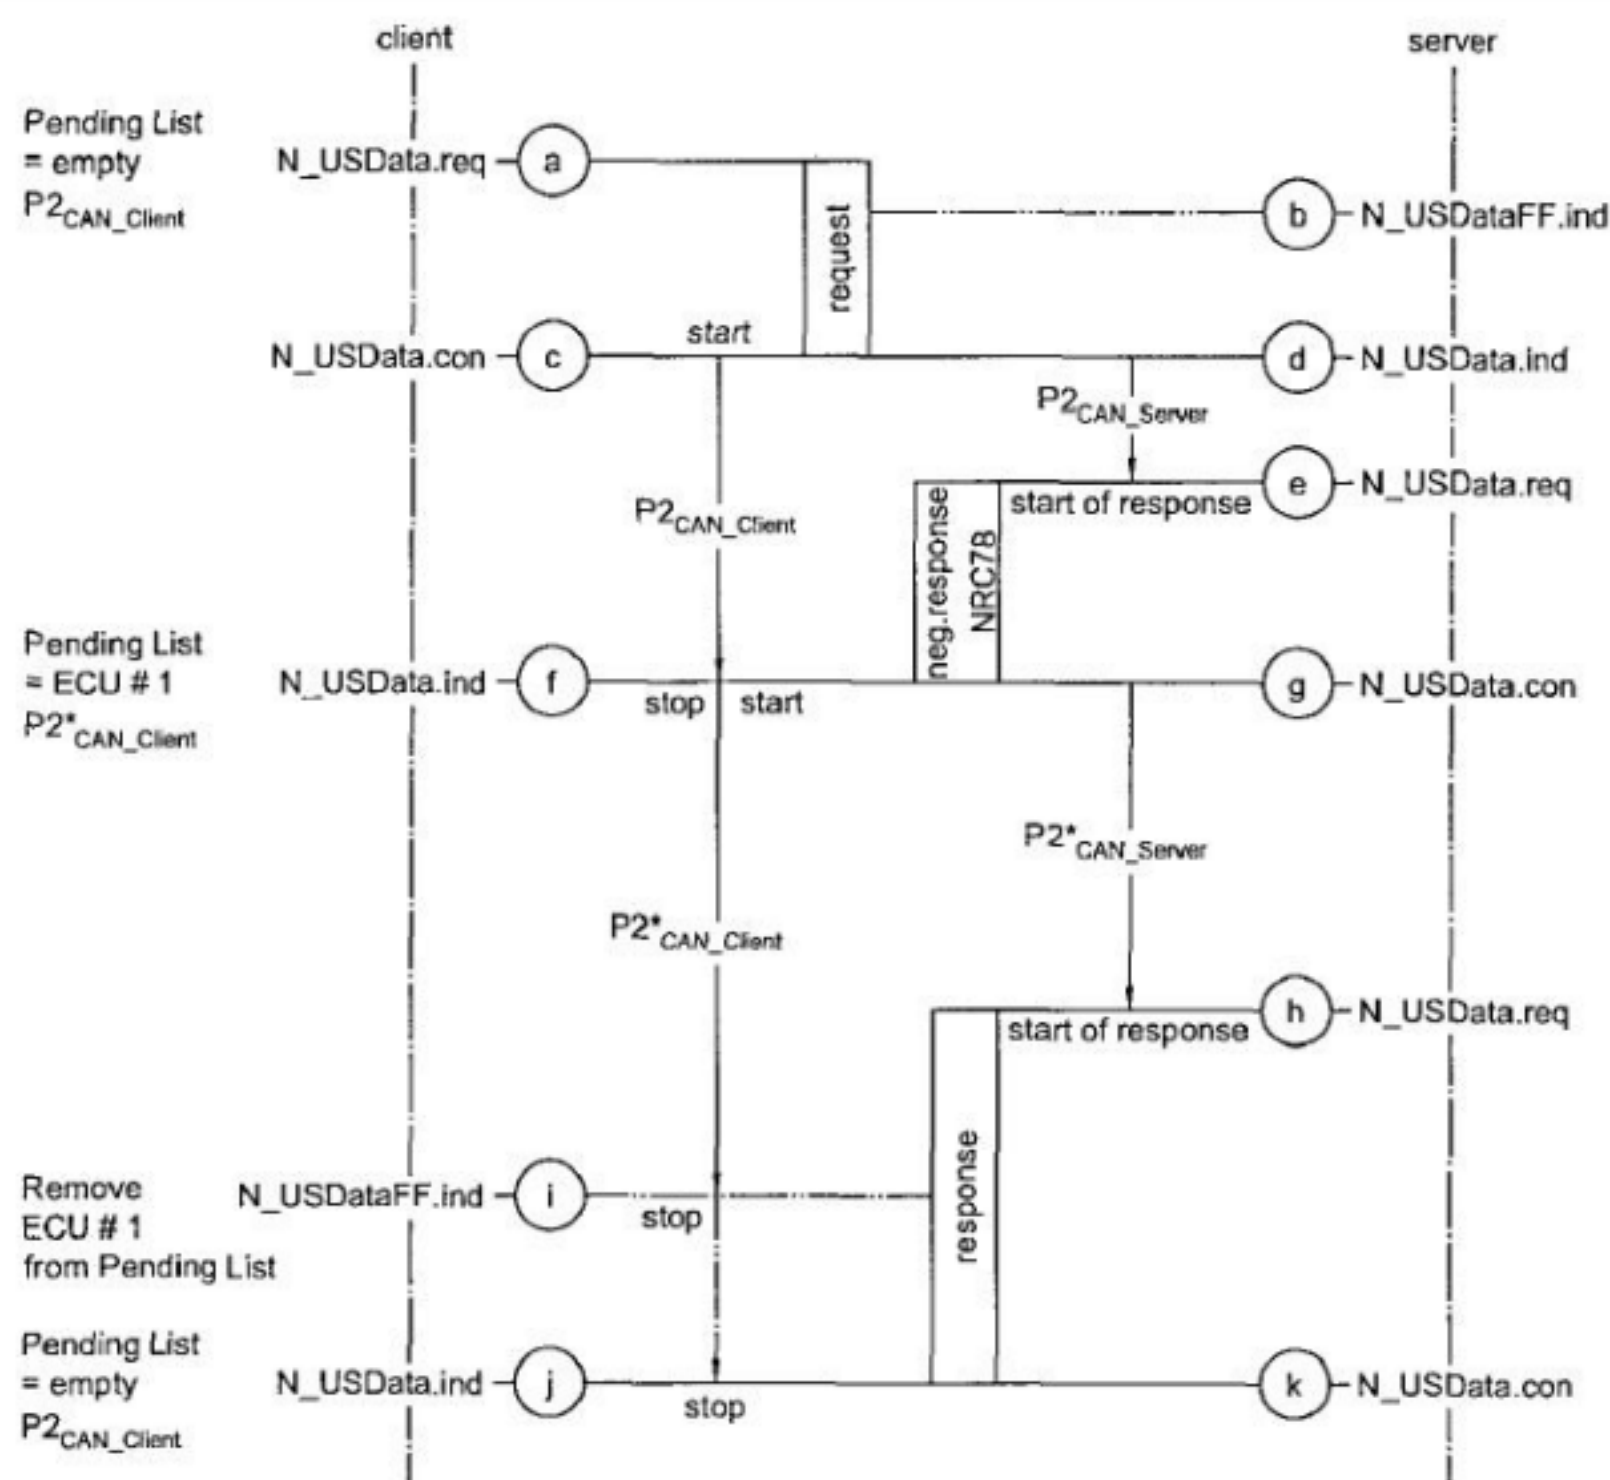 client
server
Pending List
= empty
P2CAN_Client
N_USData.req
a
request
b
N_USDataFF.ind
N_USData.con
c
start
d
N_USData.ind
P2CAN_Server
e
N_USData.req
start of response
P2CAN_Client
neg.response
NRC78
Pending List
= ECU # 1
P2*CAN_Client
N_USData.ind
f
stop
start
g
N_USData.con
P2*CAN_Server
P2*CAN_Client
h
N_USData.req
start of response
response
Remove
ECU # 1
from Pending List
N_USDataFF.ind
i
stop
Pending List
= empty
P2CAN_Client
N_USData.ind
j
stop
k
N_USData.con